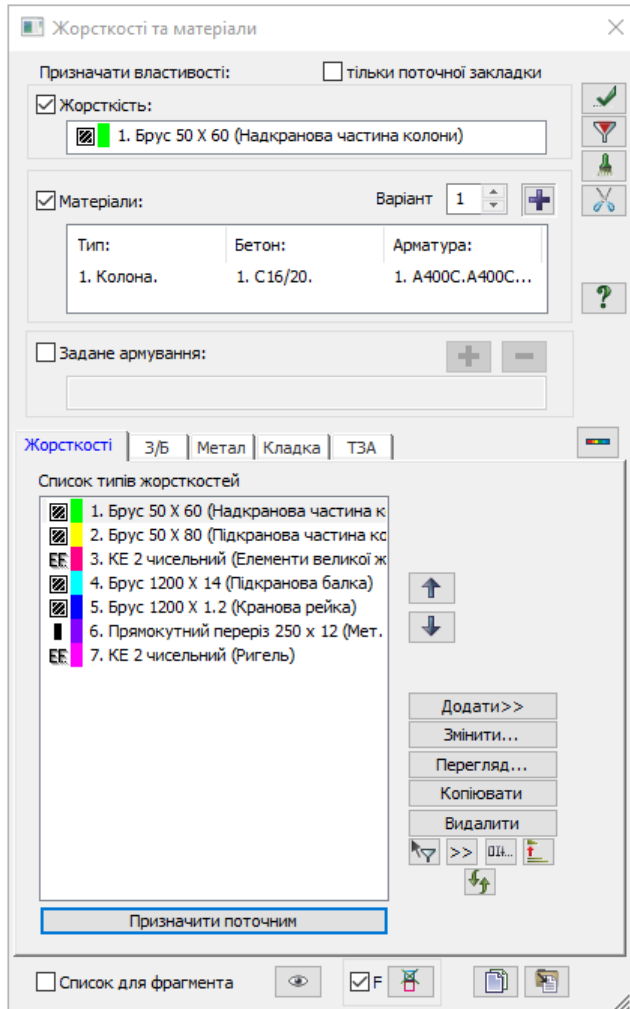 Жорсткості та матеріали
Призначати властивості: тільки поточної закладки
Жорсткість:
1. Брус 50 X 60 (Надкранова частина колони)
Матеріали: Варіант 1
Тип: Бетон: Арматура:
1. Колона. 1. C16/20. 1. A400C.A400C...
Задане армування:
Жорсткості З/Б Метал Кладка ТЗА
Список типів жорсткостей
1. Брус 50 X 60 (Надкранова частина к
2. Брус 50 X 80 (Підкранова частина кс
3. КЕ 2 чисельний (Елементи великої ж
4. Брус 1200 X 14 (Підкранова балка)
5. Брус 1200 X 1.2 (Кранова рейка)
6. Прямокутний переріз 250 x 12 (Мет.
7. КЕ 2 чисельний (Ригель)
Додати>>
Змінити...
Перегляд...
Копіювати
Видалити
>>
Призначити поточним
Список для фрагмента F